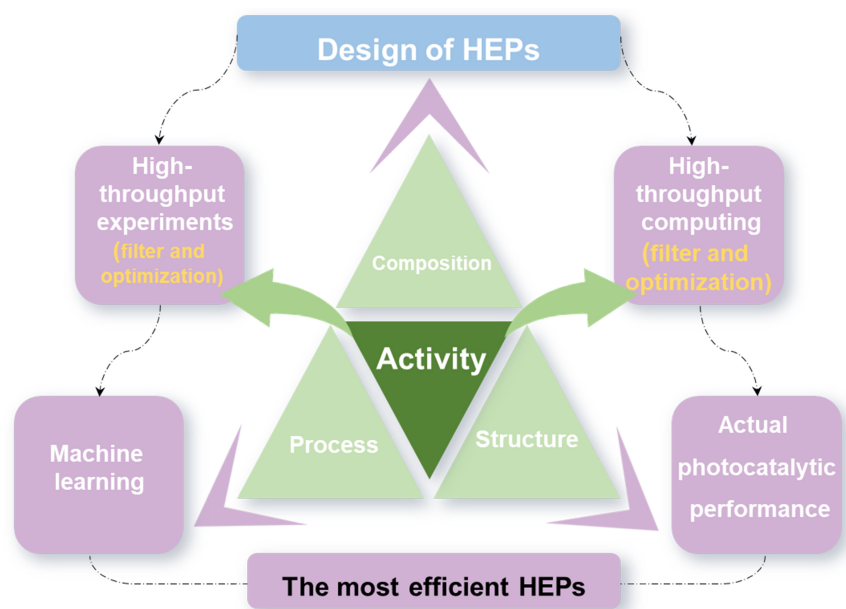 Design of HEPs
High-
throughput
experiments
(filter and
optimization)
High-
throughput
computing
(filter and
optimization)
Composition
Activity
Process
Structure
Machine
learning
Actual
photocatalytic
performance
The most efficient HEPs